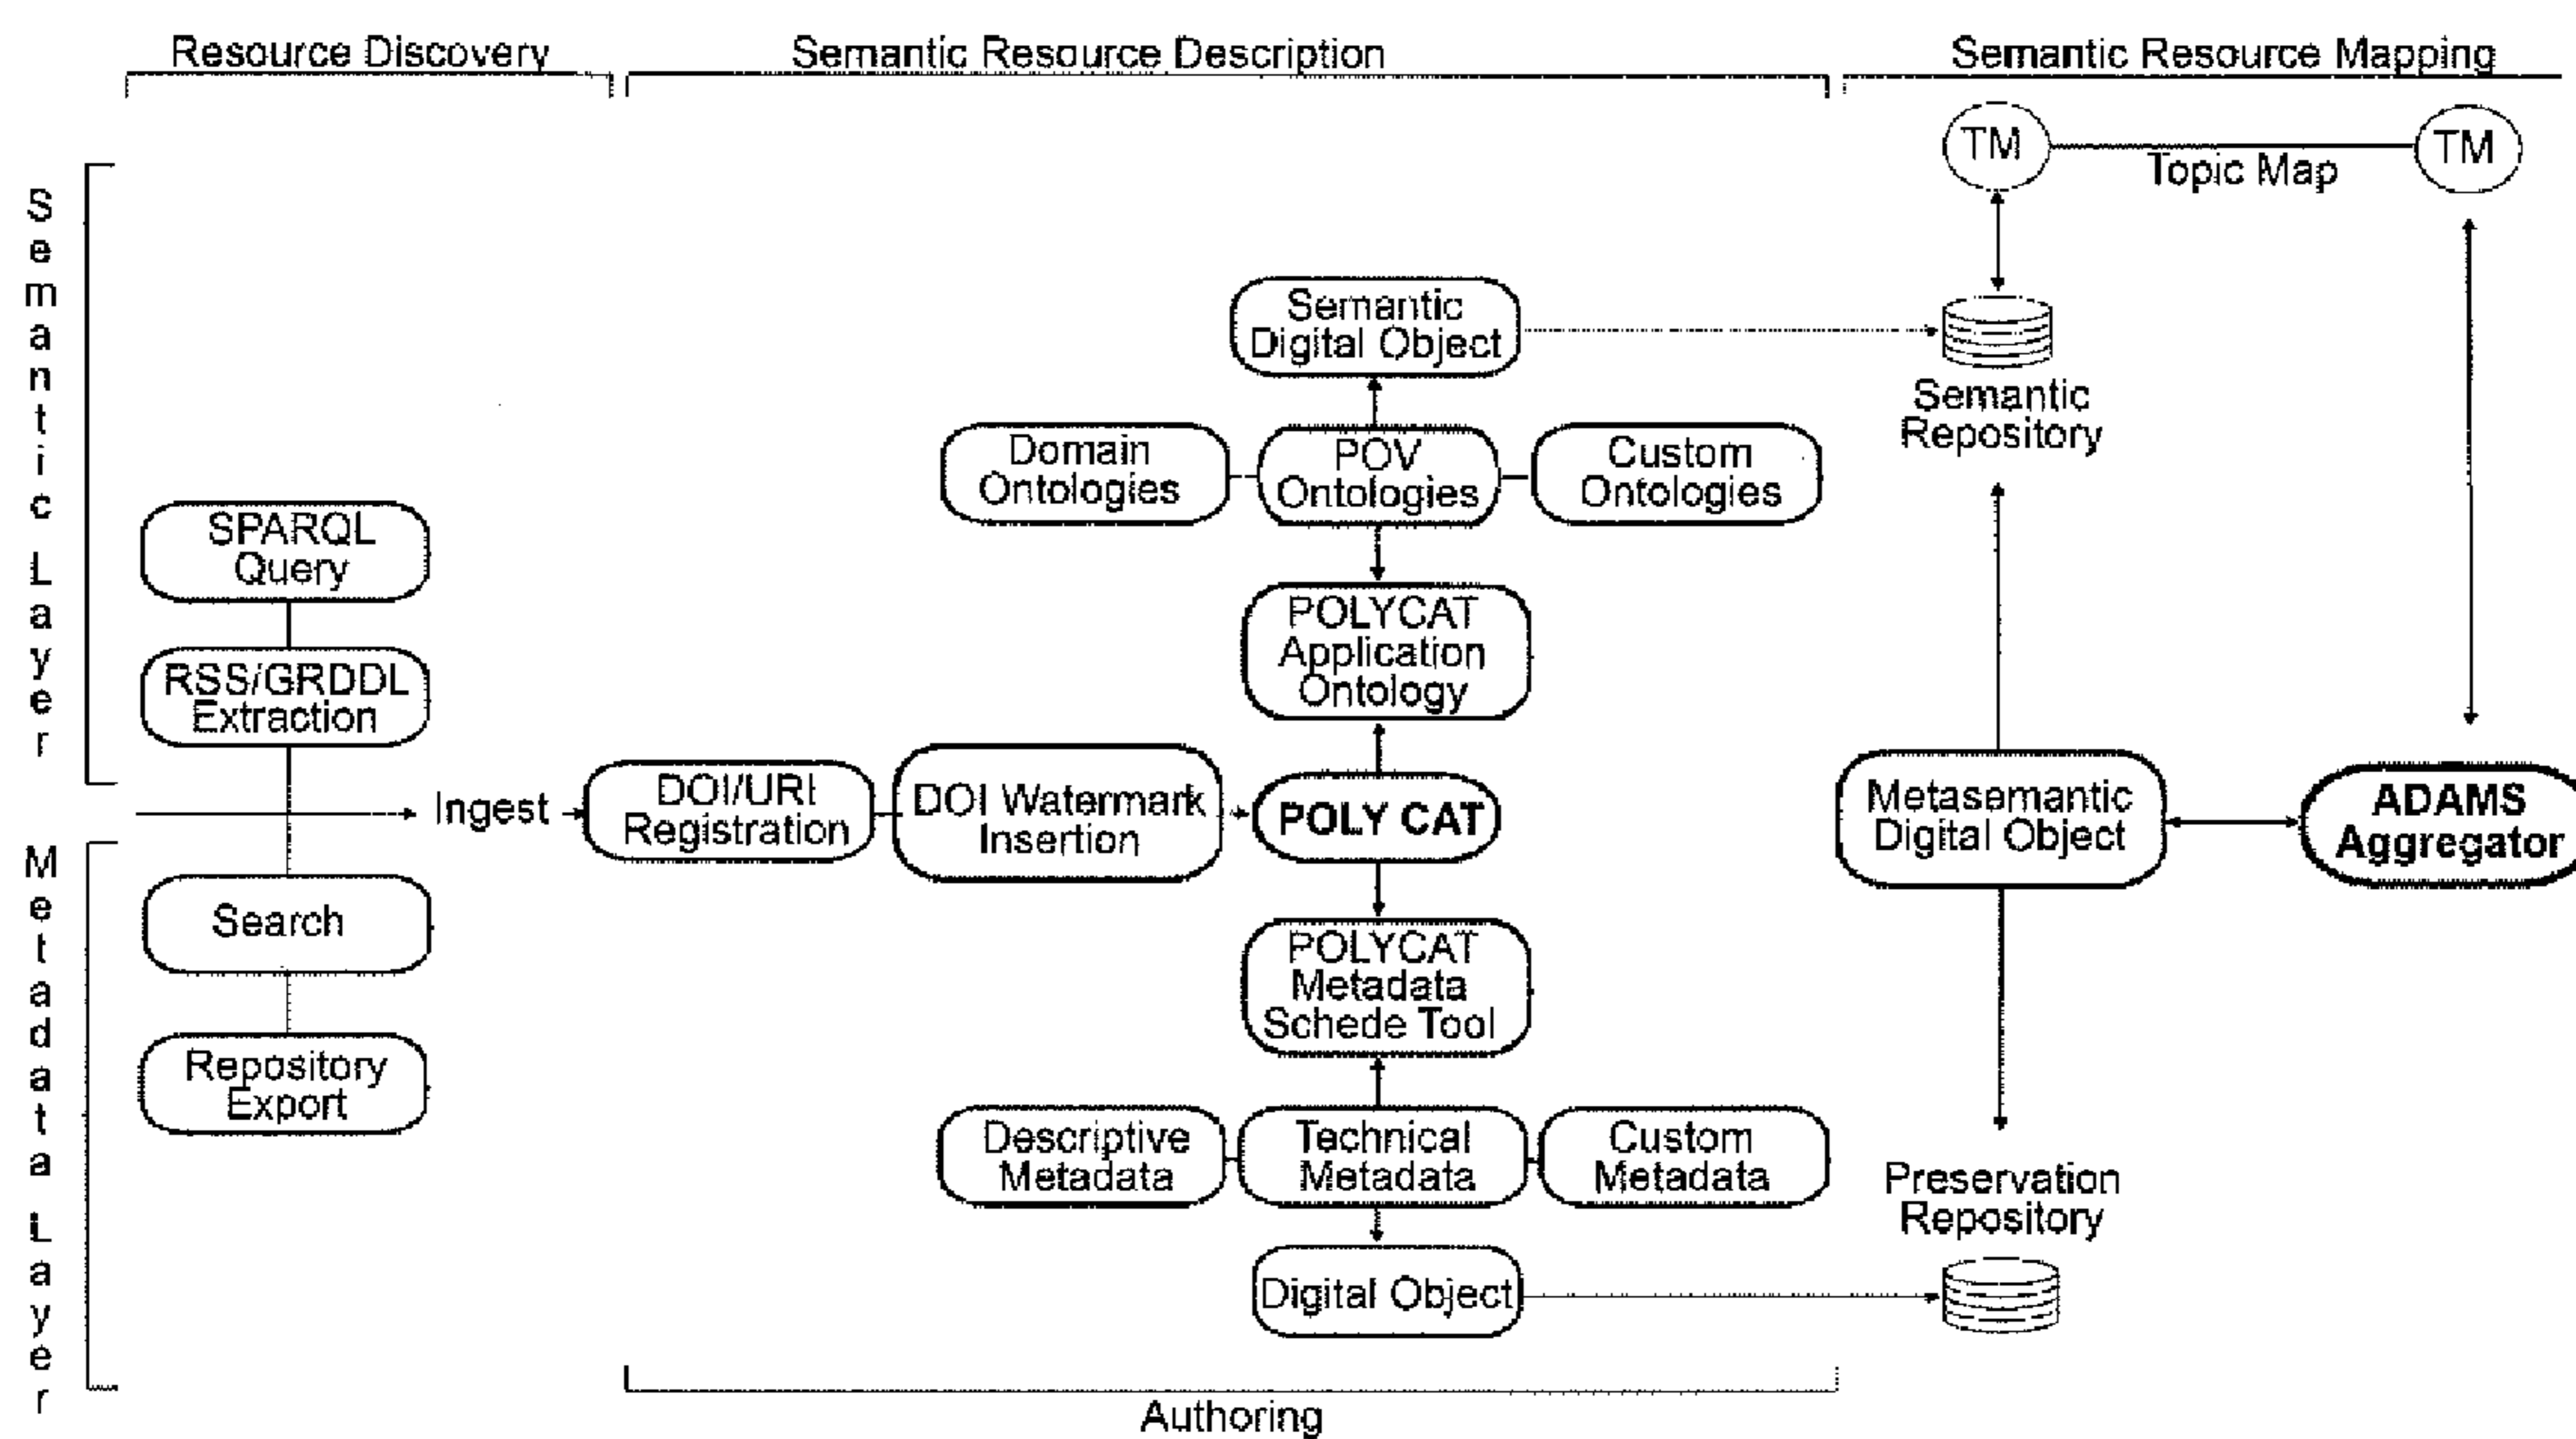 Resource Discovery
Semantic Resource Description
Semantic Resource Mapping
Semantic Layer
Metadata Layer
SPARQL
Query
RSS/GRDDL
Extraction
Search
Repository
Export
Ingest
DOI/URI
Registration
DOI Watermark
Insertion
Semantic
Digital Object
Domain
Ontologies
POV
Ontologies
Custom
Ontologies
POLYCAT
Application
Ontology
POLY CAT
POLYCAT
Metadata
Schede Tool
Descriptive
Metadata
Technical
Metadata
Custom
Metadata
Digital Object
Authoring
TM
Topic Map
TM
Semantic
Repository
Metasemantic
Digital Object
ADAMS
Aggregator
Preservation
Repository